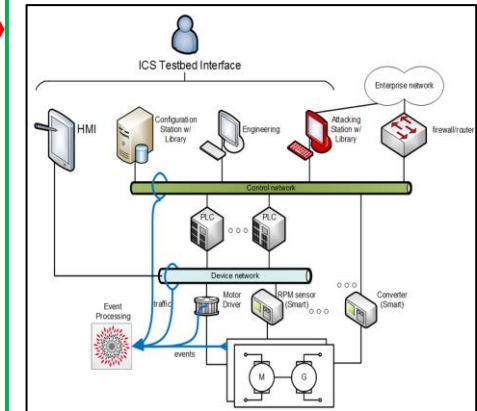 ICS Testbed Interface
Enterprise network
HMI
Configuration
Station w/
Library
Engineering
Attacking
Station w/
Library
firewall/router
Control network
PLC
PLC
Device network
traffic
Motor
Driver
RPM sensor
(Smart)
Converter
(Smart)
Event
Processing
events
M
G